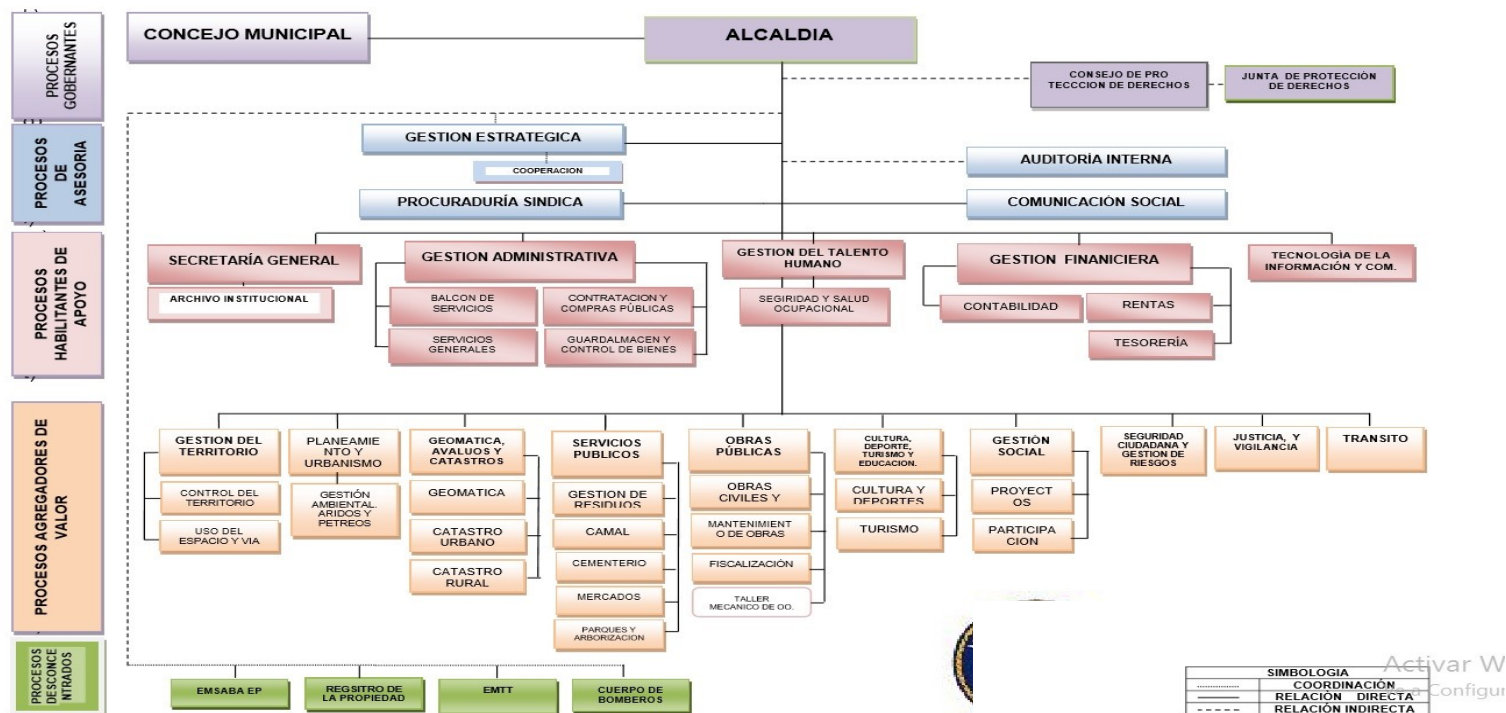 PROCESOS
GOBERNANTES
CONCEJO MUNICIPAL
ALCALDIA
CONSEJO DE PRO
TECCCION DE DERECHOS
JUNTA DE PROTECCIÓN
DE DERECHOS
PROCESOS
DE
ASESORIA
GESTION ESTRATEGICA
COOPERACION
AUDITORÍA INTERNA
PROCURADURÍA SINDICA
COMUNICACIÓN SOCIAL
PROCESOS
HABILITANTES DE
APOYO
SECRETARÍA GENERAL
ARCHIVO INSTITUCIONAL
GESTION ADMINISTRATIVA
BALCON DE
SERVICIOS
CONTRATACION Y
COMPRAS PÚBLICAS
SERVICIOS
GENERALES
GUARDALMACEN Y
CONTROL DE BIENES
GESTION DEL TALENTO
HUMANO
SEGIRIDAD Y SALUD
OCUPACIONAL
GESTION FINANCIERA
CONTABILIDAD
RENTAS
TESORERÍA
TECNOLOGÌA DE LA
INFORMACIÓN Y COM.
PROCESOS AGREGADORES DE
VALOR
GESTION DEL
TERRITORIO
CONTROL DEL
TERRITORIO
USO DEL
ESPACIO Y VIA
PLANEAMIE
NTO Y
URBANISMO
GESTIÓN
AMBIENTAL.
ARIDOS Y
PETREOS
GEOMATICA,
AVALUOS Y
CATASTROS
GEOMATICA
CATASTRO
URBANO
CATASTRO
RURAL
SERVICIOS
PUBLICOS
GESTION DE
RESIDUOS
CAMAL
CEMENTERIO
MERCADOS
PARQUES Y
ARBORIZACION
OBRAS
PÚBLICAS
OBRAS
CIVILES Y
MANTENIMIENT
O DE OBRAS
FISCALIZACIÓN
TALLER
MECANICO DE OO.
CULTURA,
DEPORTE,
TURISMO Y
EDUCACION.
CULTURA Y
DEPORTES
TURISMO
GESTIÓN
SOCIAL
PROYECT
OS
PARTICIPA
CION
SEGURIDAD
CIUDADANA Y
GESTION DE
RIESGOS
JUSTICIA, Y
VIGILANCIA
TRANSITO
PROCESOS
DESCONCE
NTRADOS
EMSABA EP
REGSITRO DE
LA PROPIEDAD
EMTT
CUERPO DE
BOMBEROS
SIMBOLOGIA
COORDINACIÓN
RELACIÓN DIRECTA
RELACIÓN INDIRECTA
Activar W
a Configur